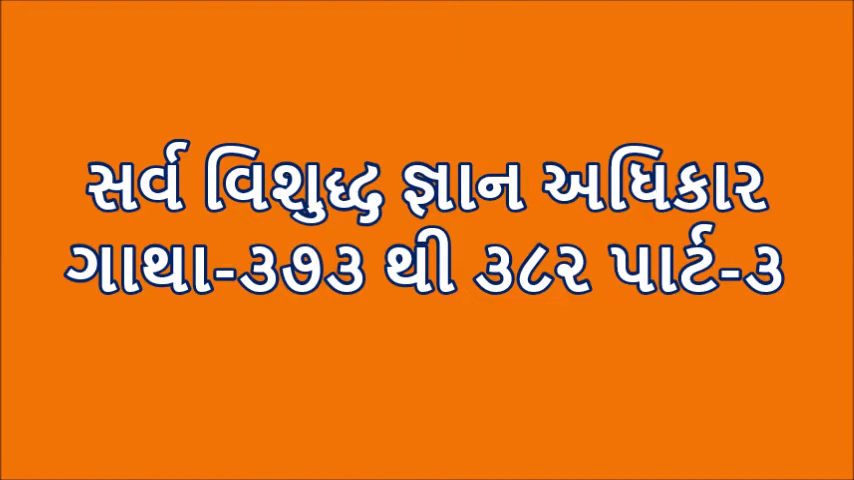 સર્વ વિશુદ્ધ જ્ઞાન અધિકાર
ગાથા-૩૭૩ થી ૩૮૨ પાર્ટ-૩